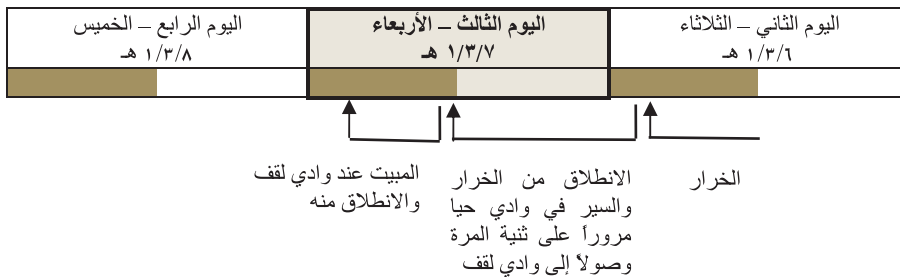 اليوم الثاني – الثلاثاء
١/٣/٦ هـ
اليوم الثالث – الأربعاء
١/٣/٧ هـ
اليوم الرابع – الخميس
١/٣/٨ هـ
الخرار
الانطلاق من الخرار
والسير في وادي حيا
مروراً على ثنية المرة
وصولاً إلى وادي لقف
المبيت عند وادي لقف
والانطلاق منه